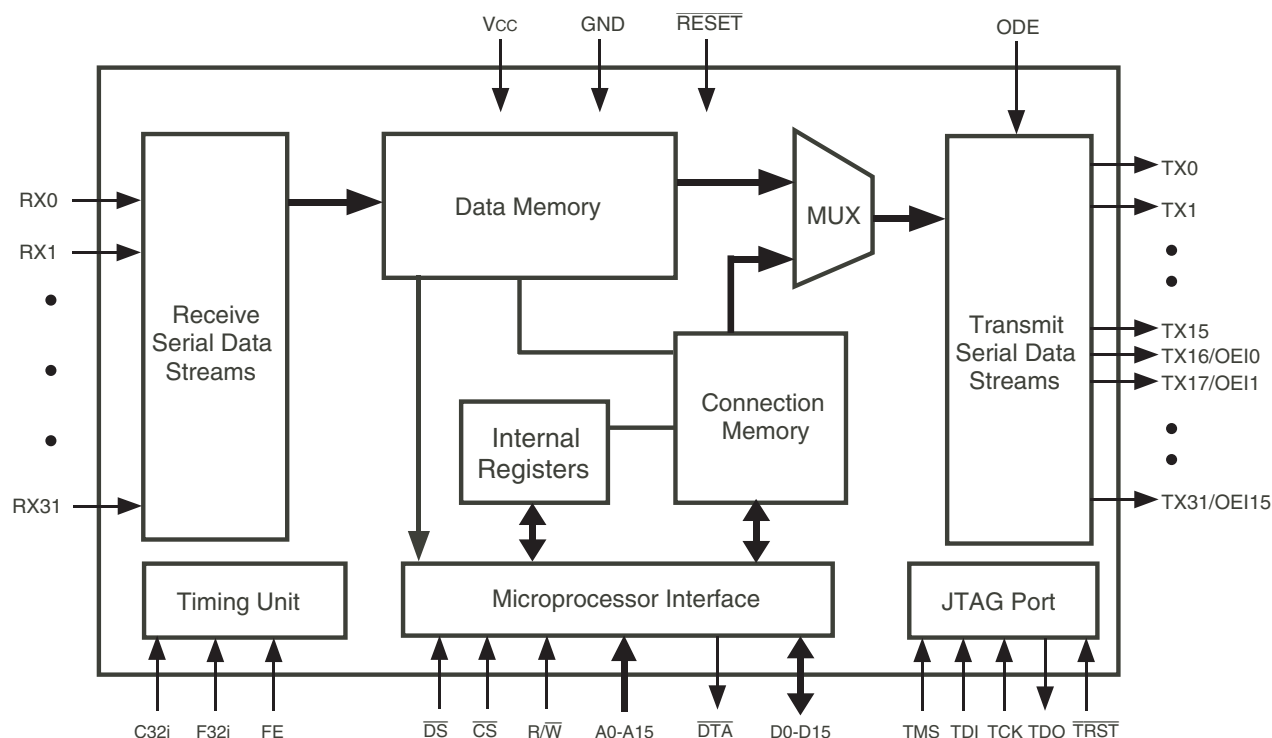 VCC
GND
RESET
ODE
RX0
RX1
RX31
Receive
Serial Data
Streams
Data Memory
MUX
Internal
Registers
Connection
Memory
Transmit
Serial Data
Streams
TX0
TX1
TX15
TX16/OEI0
TX17/OEI1
TX31/OEI15
Timing Unit
Microprocessor Interface
JTAG Port
C32i
F32i
FE
DS
CS
R/W
A0-A15
DTA
D0-D15
TMS
TDI
TCK
TDO
TRST